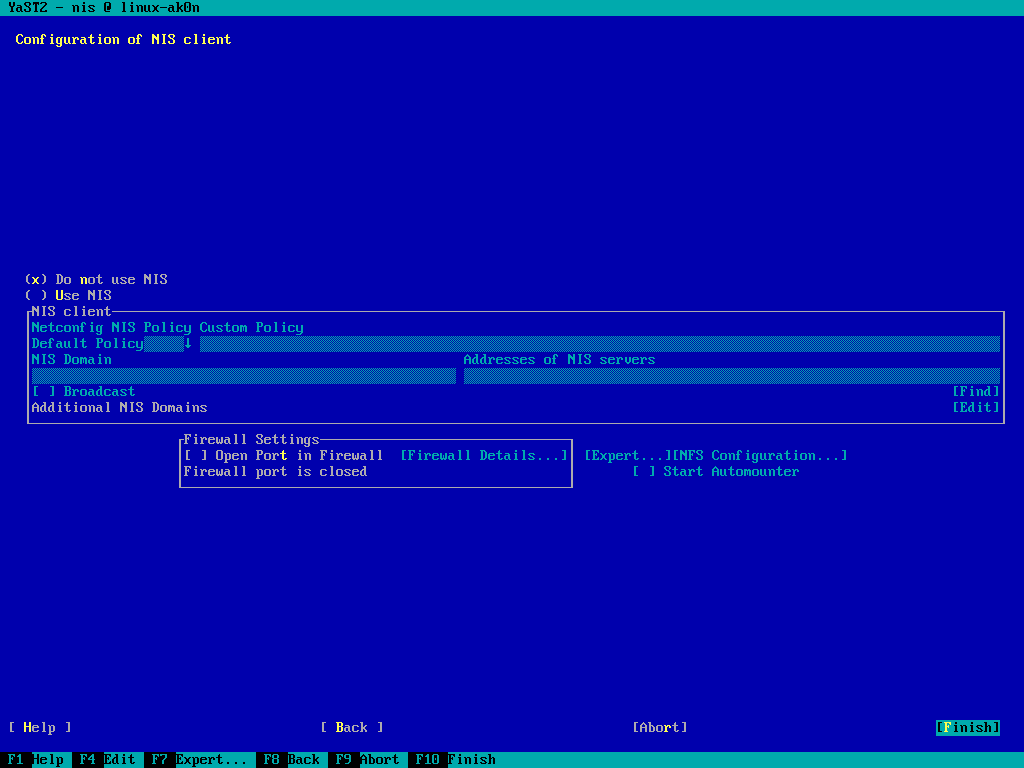 YaST2 - nis @ linux-ak0n
Configuration of NIS client
(x) Do not use NIS
( ) Use NIS
NIS client
Netconfig NIS Policy Custom Policy
Default Policy ↓
NIS Domain Addresses of NIS servers
[ ] Broadcast [Find]
Additional NIS Domains [Edit]
Firewall Settings
[ ] Open Port in Firewall [Firewall Details...] [Expert...][NFS Configuration...]
Firewall port is closed [ ] Start Automounter
[ Help ] [ Back ] [Abort] [Finish]
F1 Help F4 Edit F7 Expert... F8 Back F9 Abort F10 Finish